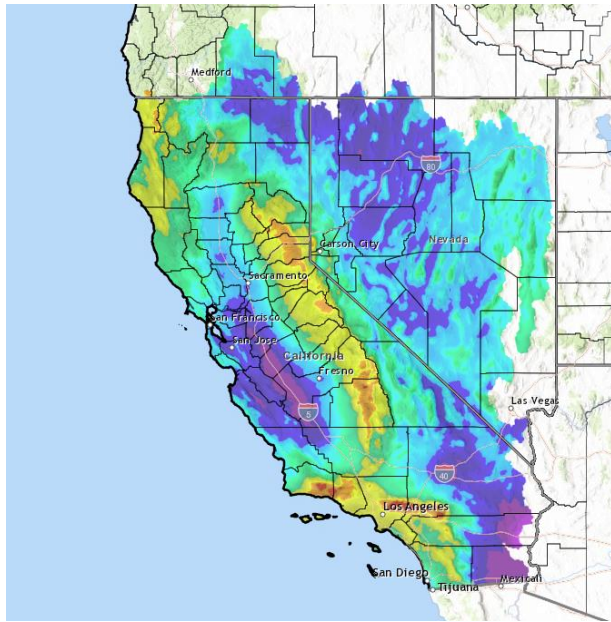 Medford
80
Nevada
Carson City
Sacramento
San Francisco
San Jose
California
Fresno
Las Vegas
5
40
Los Angeles
San Diego
Mexicali
Tijuana